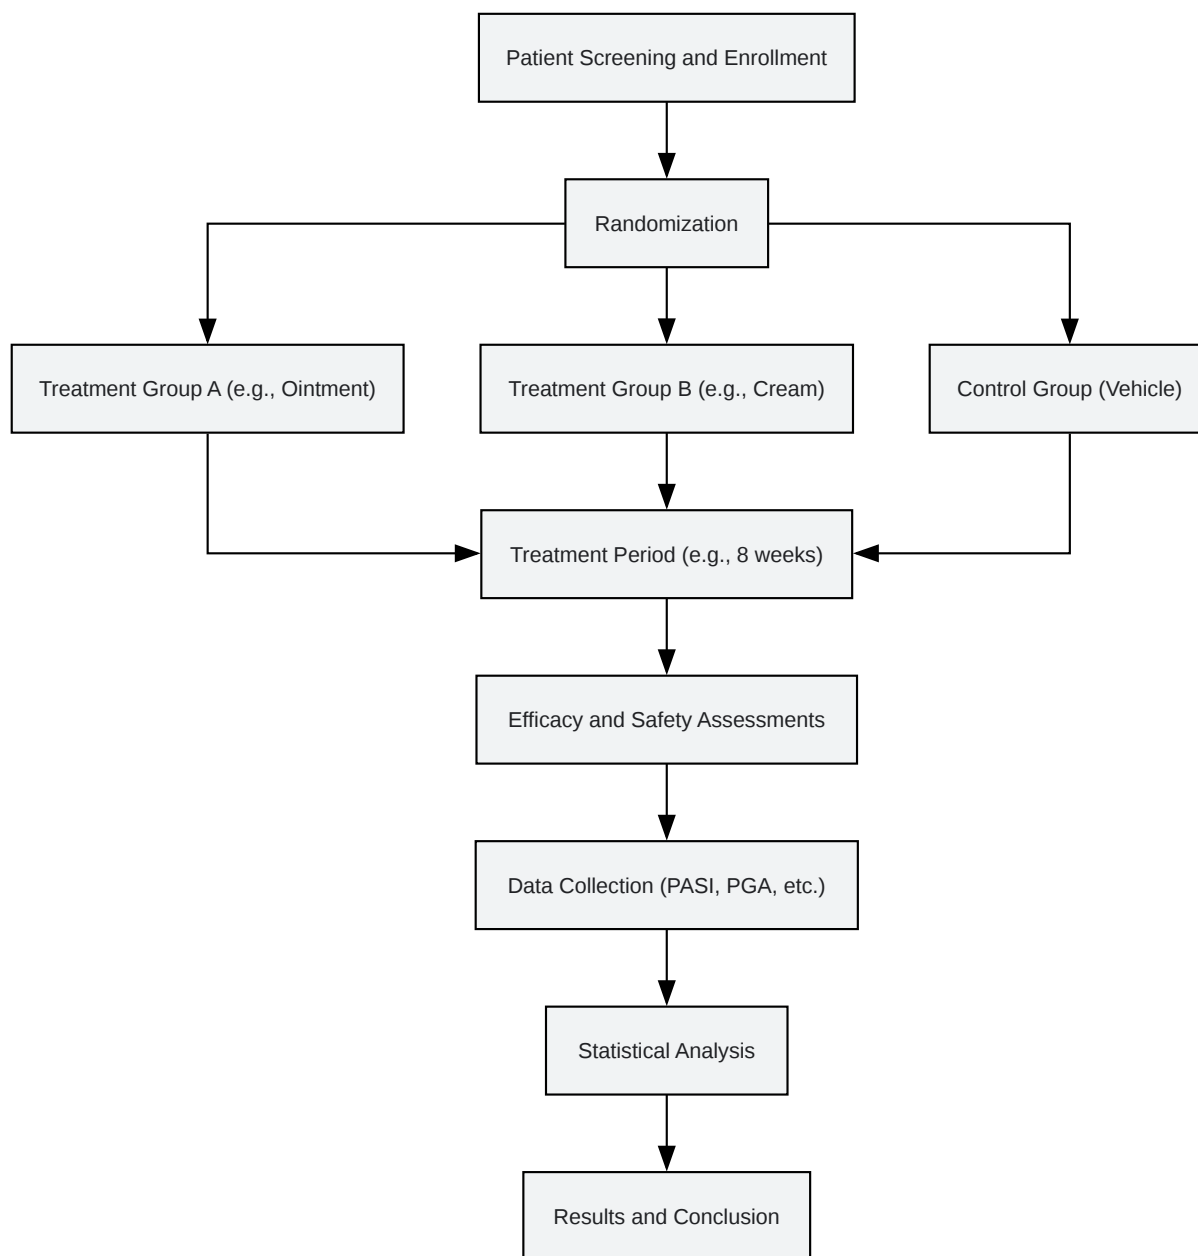 Patient Screening and Enrollment
Randomization
Treatment Group A (e.g., Ointment)
Treatment Group B (e.g., Cream)
Control Group (Vehicle)
Treatment Period (e.g., 8 weeks)
Efficacy and Safety Assessments
Data Collection (PASI, PGA, etc.)
Statistical Analysis
Results and Conclusion